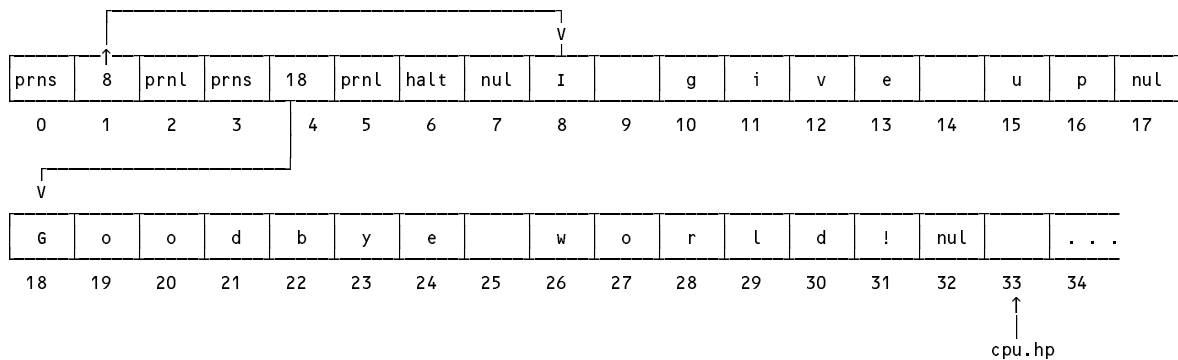 V
prns 8 prnl prns 18 prnl halt nul I g i v e u p nul
0 1 2 3 4 5 6 7 8 9 10 11 12 13 14 15 16 17
V
G o o d b y e w o r l d ! nul . . .
18 19 20 21 22 23 24 25 26 27 28 29 30 31 32 33 34
cpu.hp